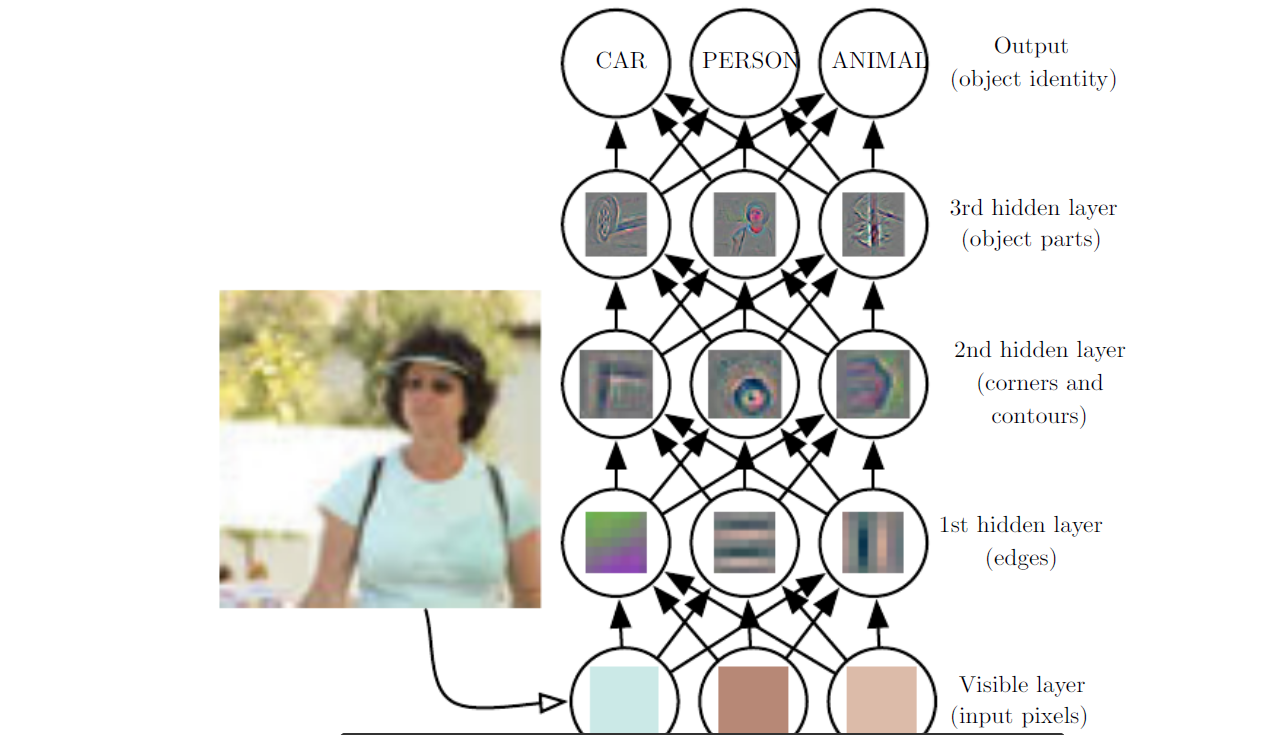 CAR PERSON ANIMAL
Output
(object identity)
3rd hidden layer
(object parts)
2nd hidden layer
(corners and
contours)
1st hidden layer
(edges)
Visible layer
(input pixels)